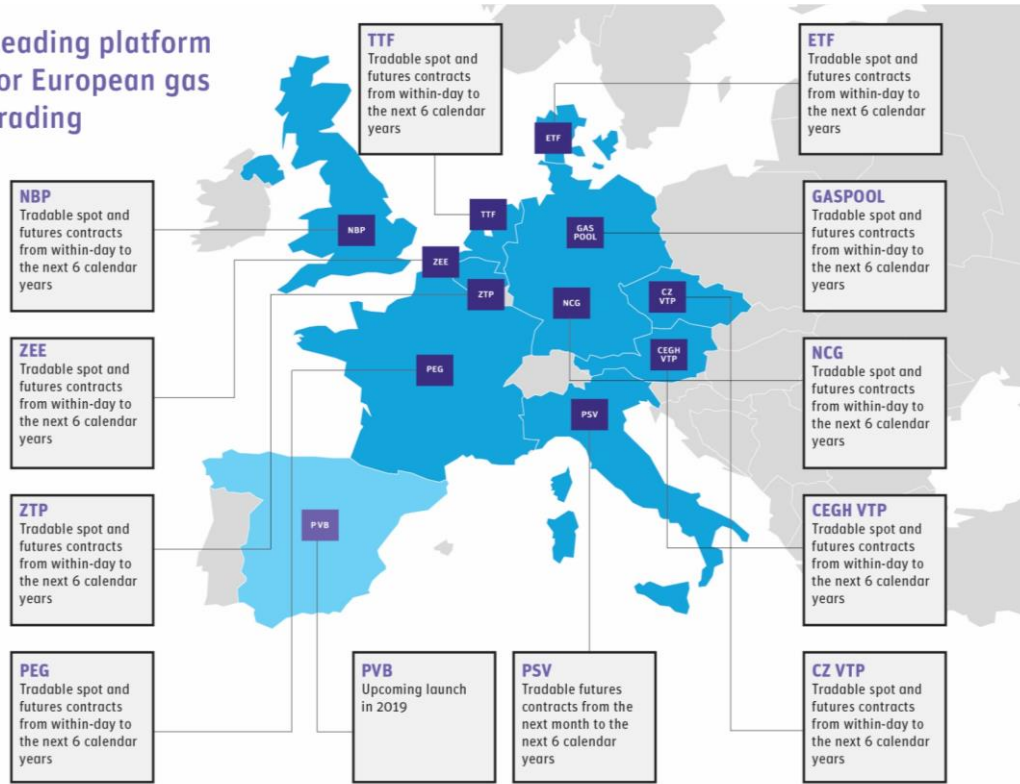 eading platform
or European gas
rading
TTF
Tradable spot and
futures contracts
from within-day to
the next 6 calendar
years
ETF
Tradable spot and
futures contracts
from within-day to
the next 6 calendar
years
NBP
Tradable spot and
futures contracts
from within-day to
the next 6 calendar
years
ZEE
Tradable spot and
futures contracts
from within-day to
the next 6 calendar
years
ZTP
Tradable spot and
futures contracts
from within-day to
the next 6 calendar
years
PEG
Tradable spot and
futures contracts
from within-day to
the next 6 calendar
years
ETF
TTF
NBP
GAS
POOL
ZEE
ZTP
NCG
CZ
VTP
CEGH
VTP
PEG
PSV
PVB
PVB
Upcoming launch
in 2019
PSV
Tradable futures
contracts from the
next month to the
next 6 calendar
years
GASPOOL
Tradable spot and
futures contracts
from within-day to
the next 6 calendar
years
NCG
Tradable spot and
futures contracts
from within-day to
the next 6 calendar
years
CEGH VTP
Tradable spot and
futures contracts
from within-day to
the next 6 calendar
years
CZ VTP
Tradable spot and
futures contracts
from within-day to
the next 6 calendar
years